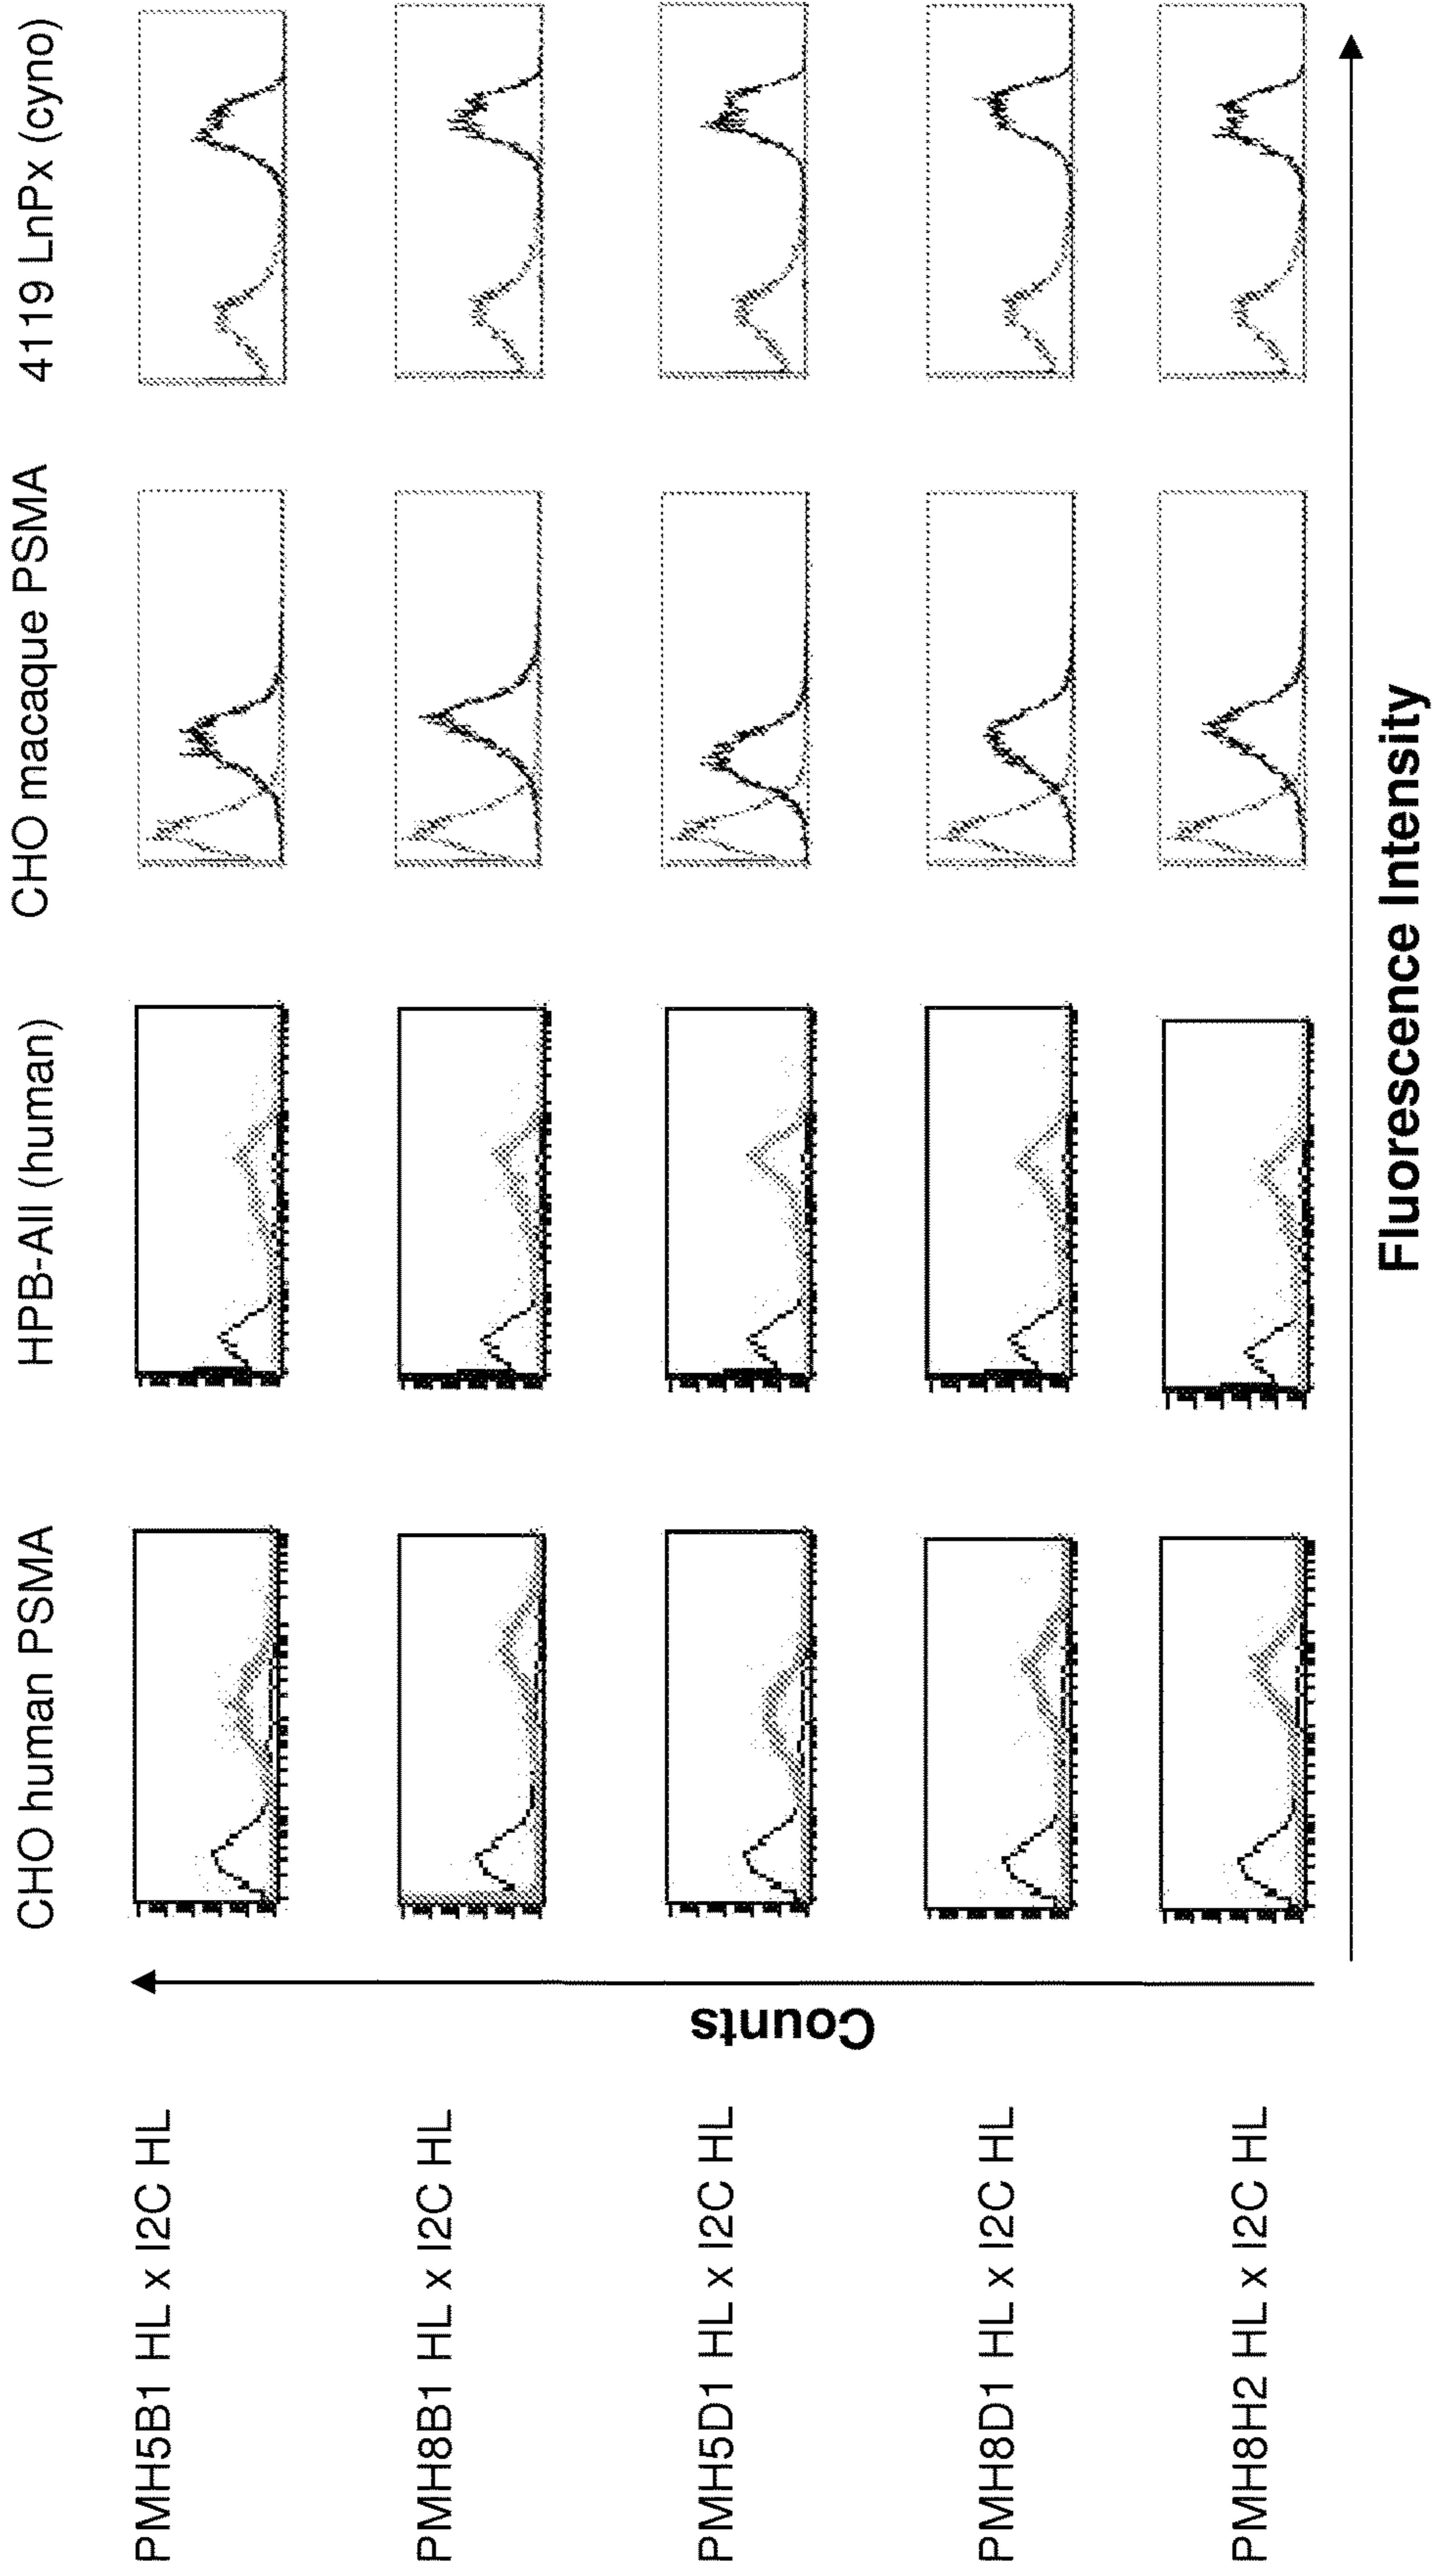 CHO human PSMA
HPB-All (human)
CHO macaque PSMA
4119 LnPx (cyno)
PMH5B1 HL x I2C HL
PMH8B1 HL x I2C HL
PMH5D1 HL x I2C HL
PMH8D1 HL x I2C HL
PMH8H2 HL x I2C HL
Counts
Fluorescence Intensity